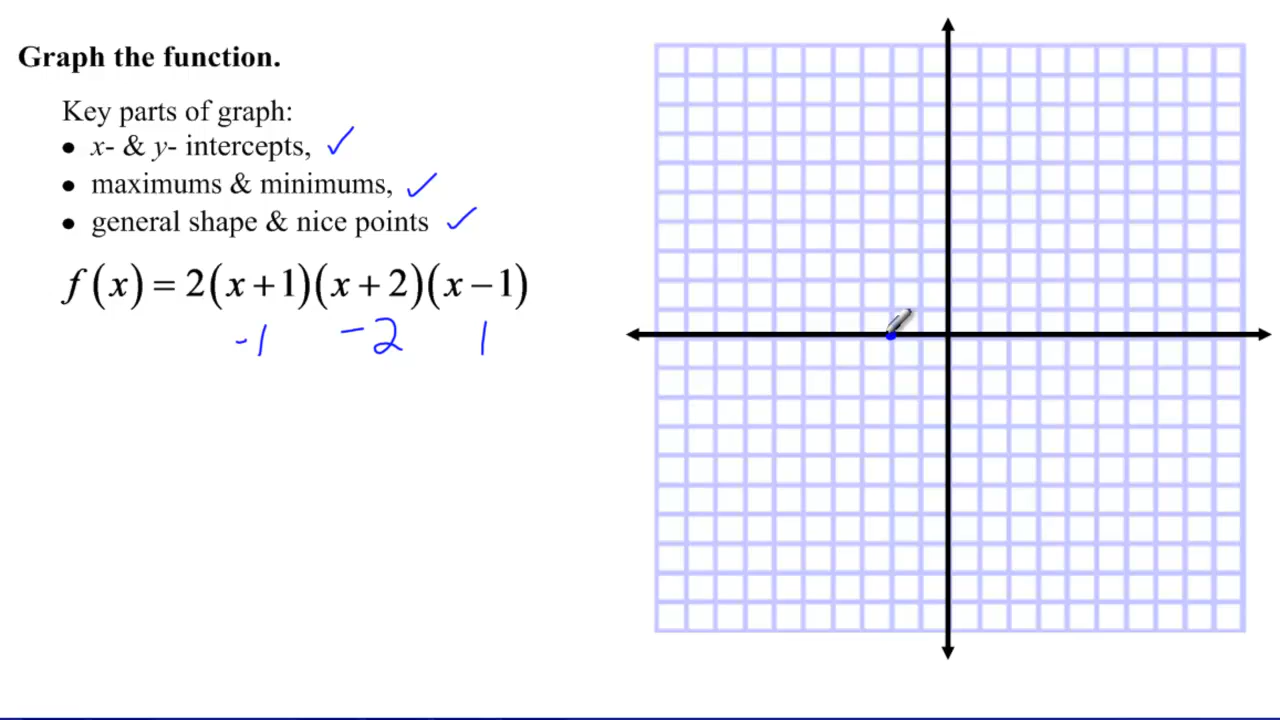 Graph the function.
Key parts of graph:
• x- & y- intercepts, ✓
• maximums & minimums, ✓
• general shape & nice points ✓
f(x) = 2(x+1)(x+2)(x−1)
-1 −2 1